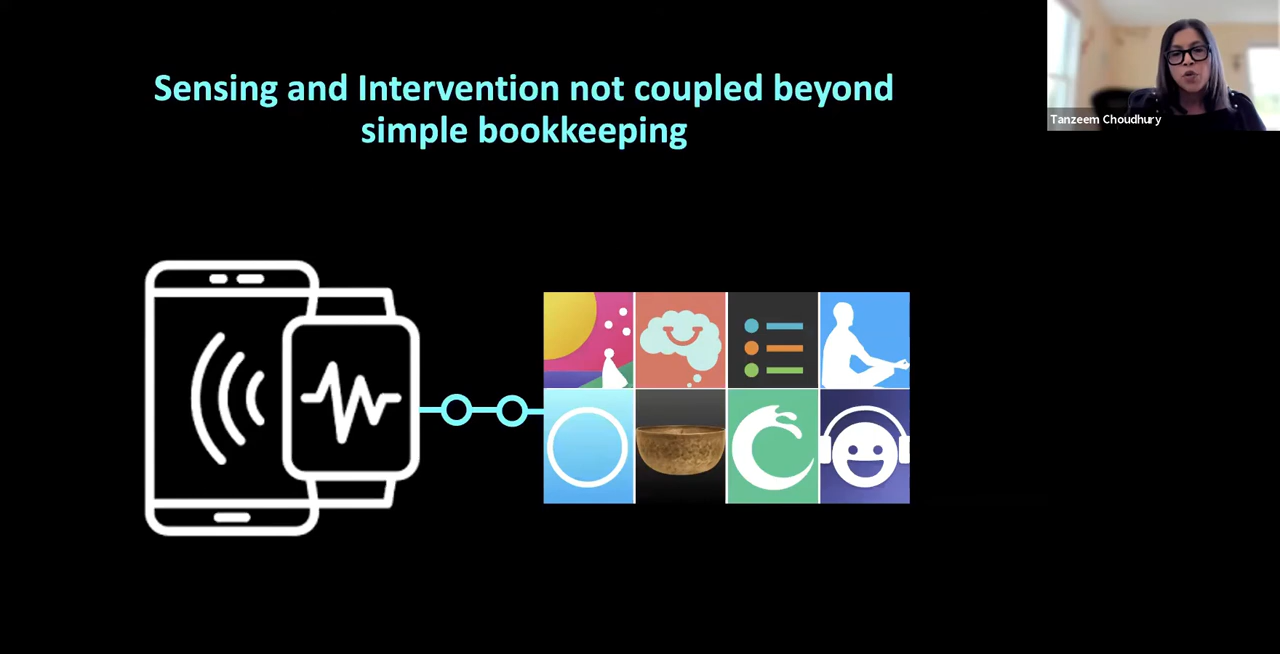 Sensing and Intervention not coupled beyond
simple bookkeeping
Tanzeem Choudhury